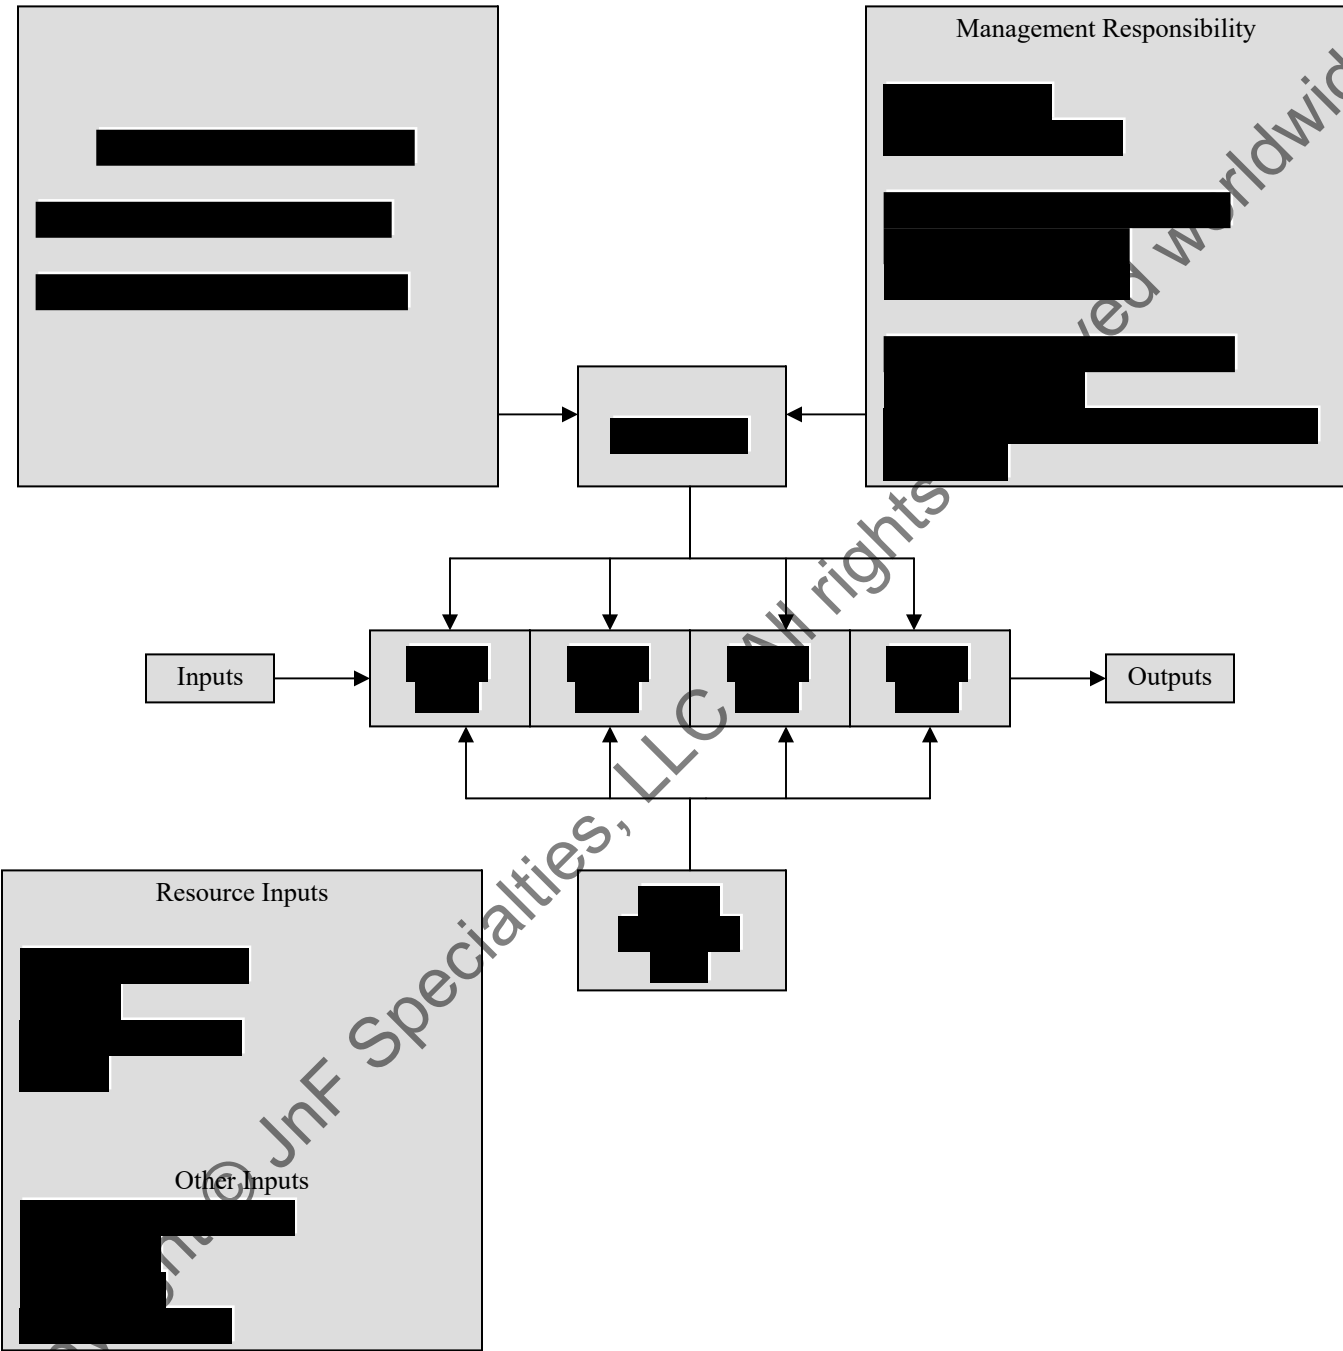 Management Responsibility
Inputs
Outputs
Resource Inputs
Other Inputs
© JnF Specialties, LLC All rights